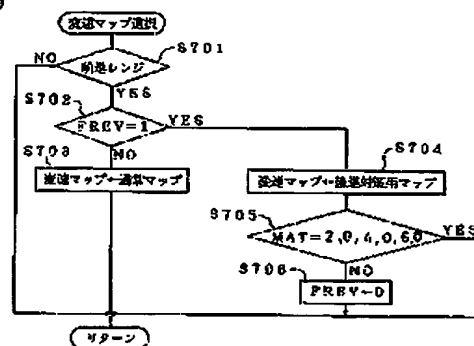 変速マップ選択
S701
前進レンジ
NO
YES
S702
FREV=1
YES
NO
S703
変速マップ←通常マップ
S704
変速マップ←後進対応用マップ
S705
MAT=2,0,4,0,6,0
YES
NO
S706
FREV←0
リターン